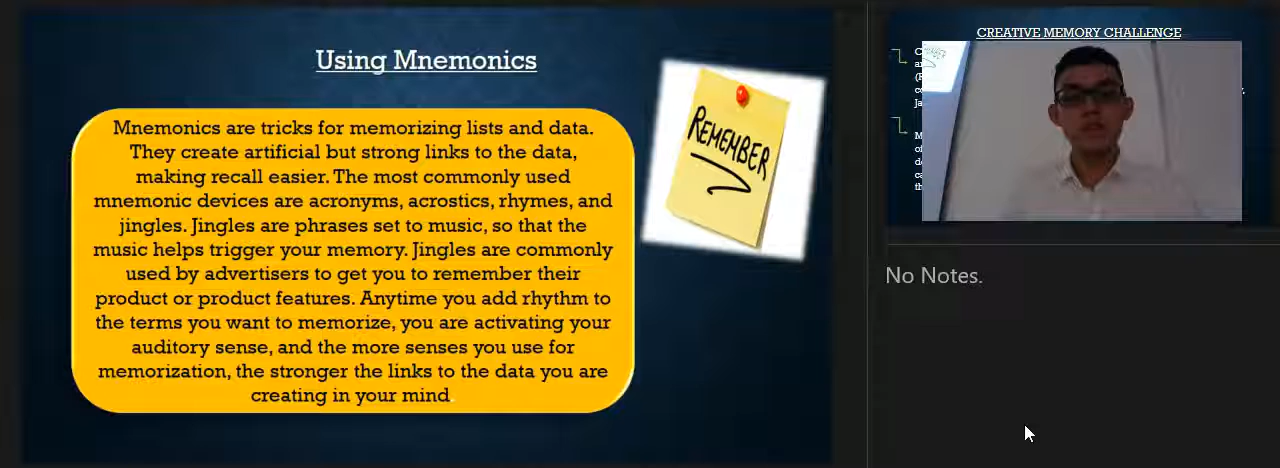 Using Mnemonics
Mnemonics are tricks for memorizing lists and data.
They create artificial but strong links to the data,
making recall easier. The most commonly used
mnemonic devices are acronyms, acrostics, rhymes, and
jingles. Jingles are phrases set to music, so that the
music helps trigger your memory. Jingles are commonly
used by advertisers to get you to remember their
product or product features. Anytime you add rhythm to
the terms you want to memorize, you are activating your
auditory sense, and the more senses you use for
memorization, the stronger the links to the data you are
creating in your mind.
REMEMBER
CREATIVE MEMORY CHALLENGE
No Notes.